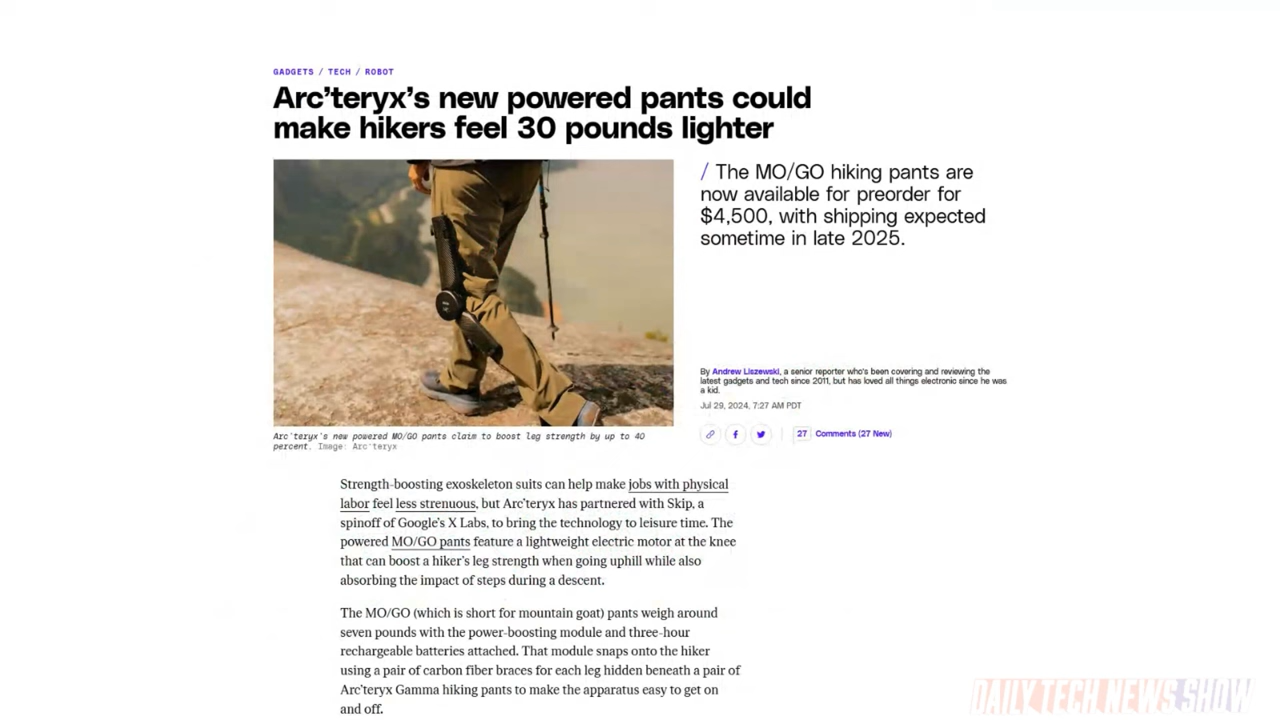 GADGETS / TECH / ROBOT
Arc'teryx's new powered pants could
make hikers feel 30 pounds lighter
/ The MO/GO hiking pants are
now available for preorder for
$4,500, with shipping expected
sometime in late 2025.
By Andrew Liszewski, a senior reporter who's been covering and reviewing the
latest gadgets and tech since 2011, but has loved all things electronic since he was
a kid.
Jul 29, 2024, 7:27 AM PDT
27 Comments (27 New)
Arc'teryx's new powered MO/GO pants claim to boost leg strength by up to 40
percent. Image: Arc'teryx
Strength-boosting exoskeleton suits can help make jobs with physical
labor feel less strenuous, but Arc'teryx has partnered with Skip, a
spinoff of Google's X Labs, to bring the technology to leisure time. The
powered MO/GO pants feature a lightweight electric motor at the knee
that can boost a hiker's leg strength when going uphill while also
absorbing the impact of steps during a descent.
The MO/GO (which is short for mountain goat) pants weigh around
seven pounds with the power-boosting module and three-hour
rechargeable batteries attached. That module snaps onto the hiker
using a pair of carbon fiber braces for each leg hidden beneath a pair of
Arc'teryx Gamma hiking pants to make the apparatus easy to get on
and off.
DAILY TECH NEWS SHOW